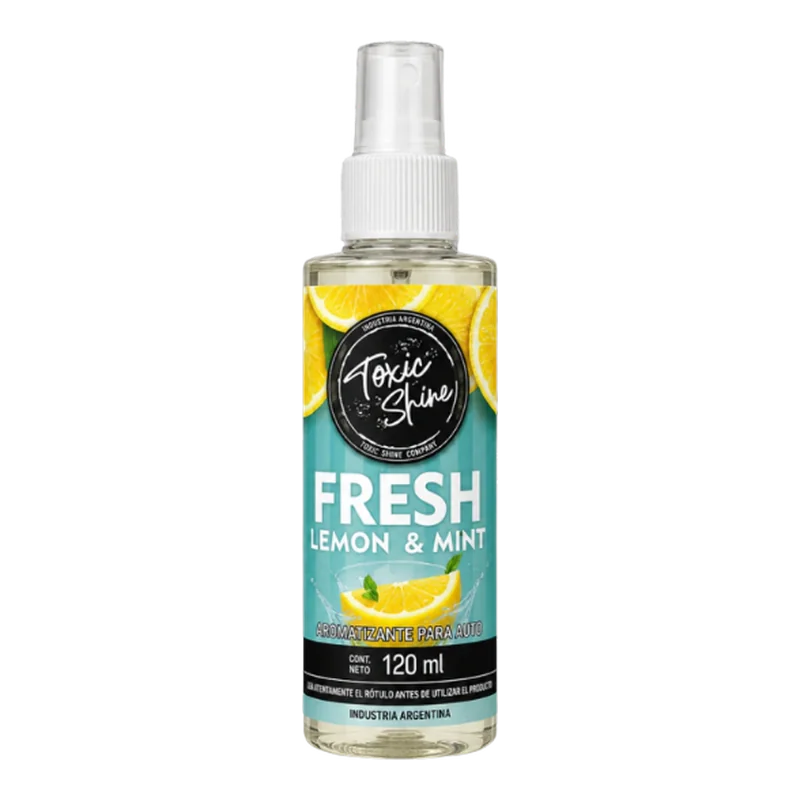 INDUSTRIA ARGENTINA
Toxic
Shine
TOXIC SHINE COMPANY
FRESH
LEMON & MINT
AROMATIZANTE PARA AUTO
CONT.
NETO
120 ml
LEA ATENTAMENTE EL RÓTULO ANTES DE UTILIZAR EL PRODUCTO
INDUSTRIA ARGENTINA